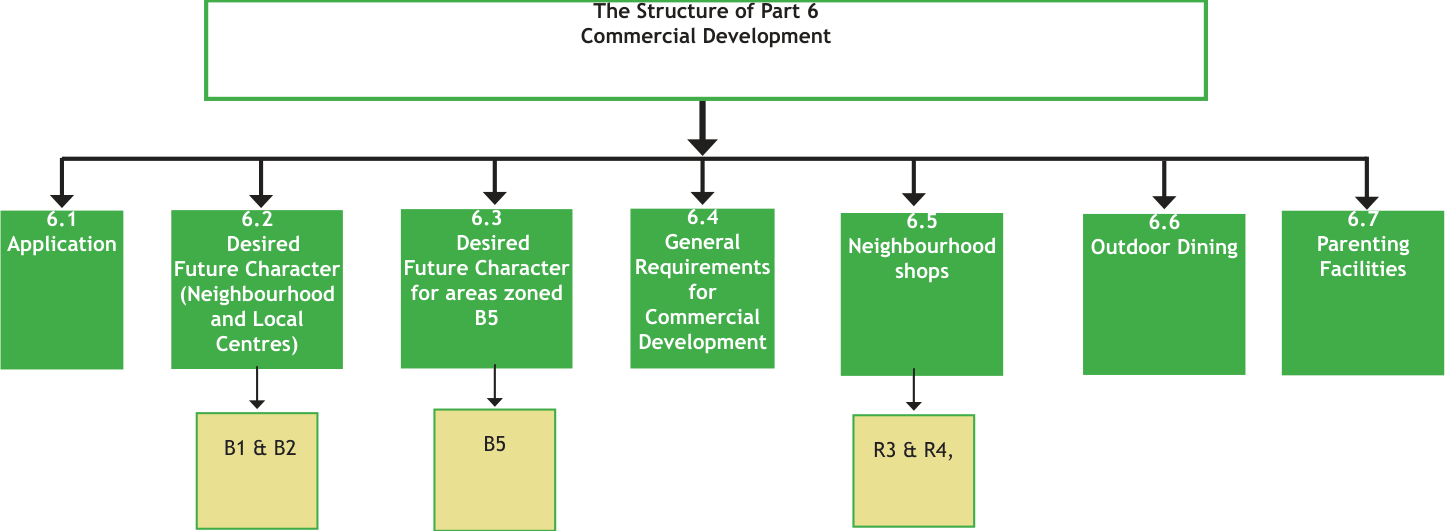 The Structure of Part 6
Commercial Development
6.1
Application
6.2
Desired
Future Character
(Neighbourhood
and Local
Centres)
6.3
Desired
Future Character
for areas zoned
B5
6.4
General
Requirements
for
Commercial
Development
6.5
Neighbourhood
shops
6.6
Outdoor Dining
6.7
Parenting
Facilities
B1 & B2
B5
R3 & R4,